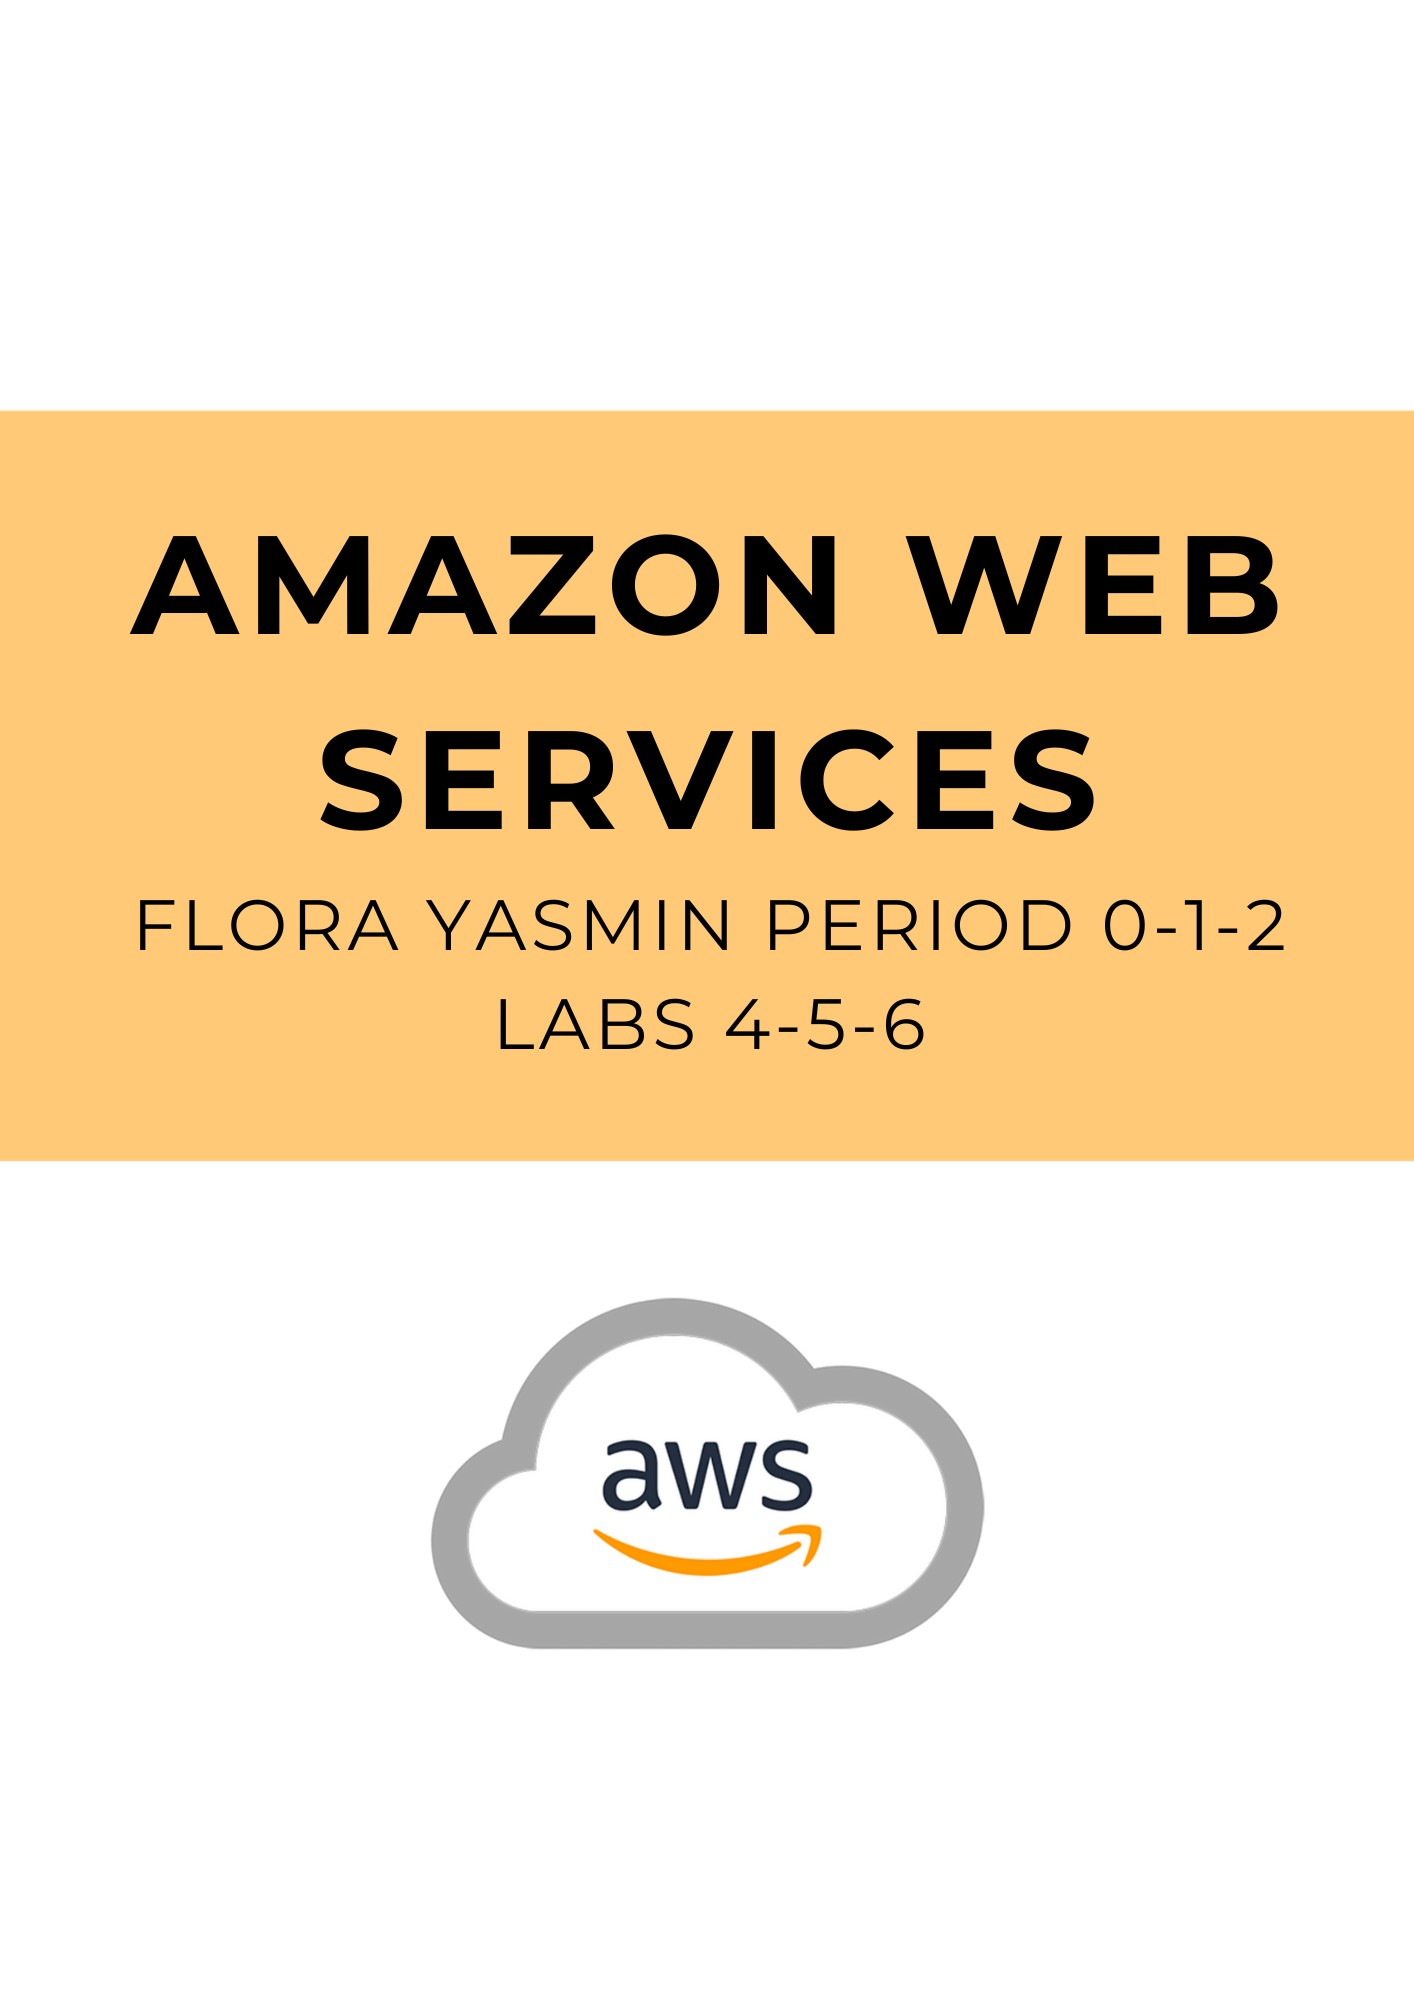 AMAZON WEB
SERVICES
FLORA YASMIN PERIOD 0-1-2
LABS 4-5-6
aws